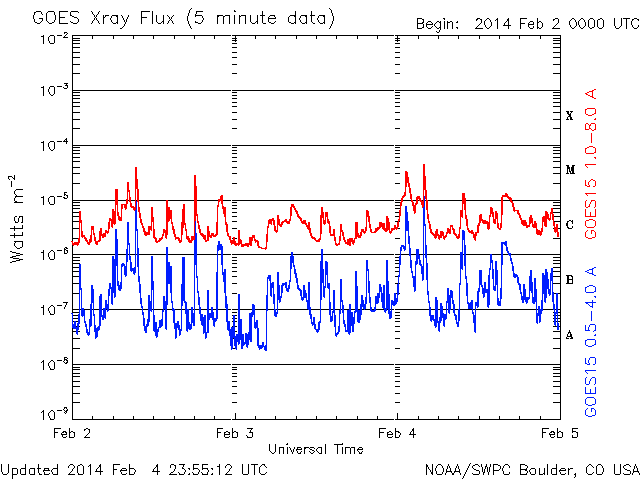 GOES Xray Flux (5 minute data)
Begin: 2014 Feb 2 0000 UTC
10-2
10-3
10-4
10-5
10-6
10-7
10-8
10-9
Watts m-2
X
M
C
B
A
GOES15 1.0-8.0 A
GOES15 0.5-4.0 A
Feb 2
Feb 3
Feb 4
Feb 5
Universal Time
Updated 2014 Feb 4 23:55:12 UTC
NOAA/SWPC Boulder, CO USA